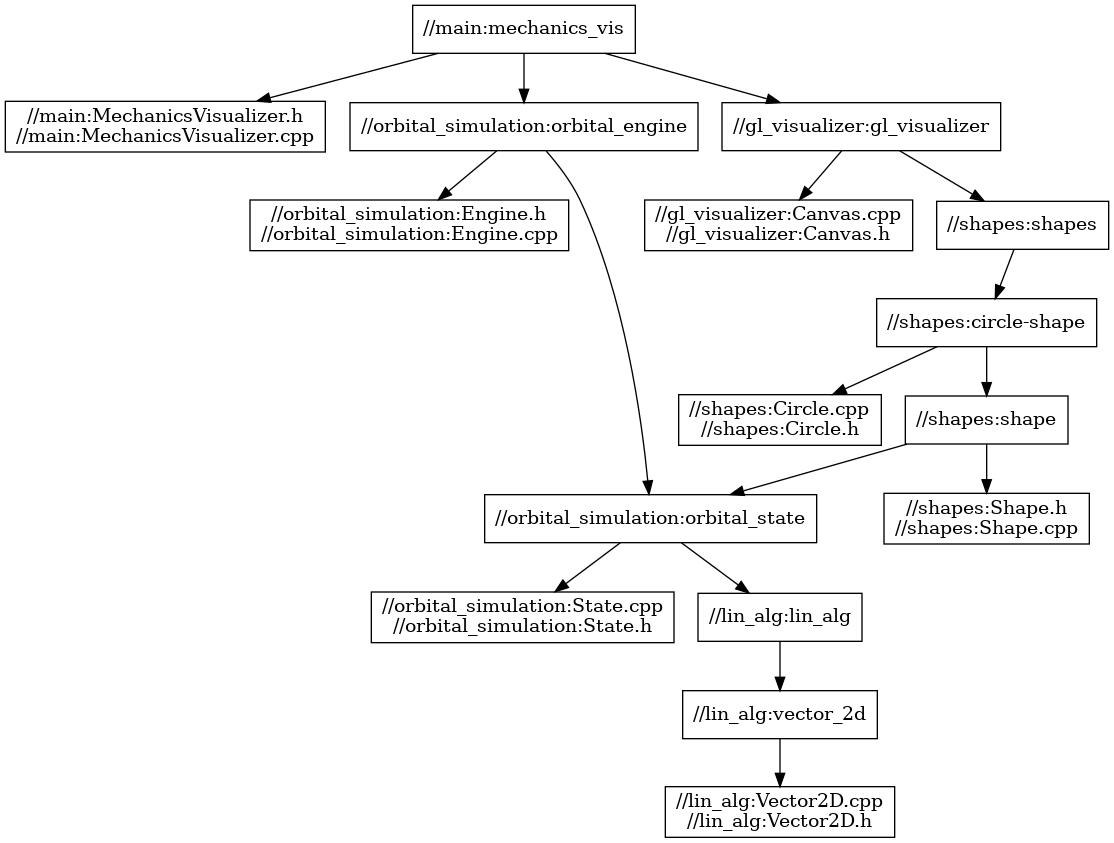 //main:mechanics_vis
//main:MechanicsVisualizer.h
//main:MechanicsVisualizer.cpp
//orbital_simulation:orbital_engine
//gl_visualizer:gl_visualizer
//orbital_simulation:Engine.h
//orbital_simulation:Engine.cpp
//gl_visualizer:Canvas.cpp
//gl_visualizer:Canvas.h
//shapes:shapes
//shapes:circle-shape
//shapes:Circle.cpp
//shapes:Circle.h
//shapes:shape
//orbital_simulation:orbital_state
//shapes:Shape.h
//shapes:Shape.cpp
//orbital_simulation:State.cpp
//orbital_simulation:State.h
//lin_alg:lin_alg
//lin_alg:vector_2d
//lin_alg:Vector2D.cpp
//lin_alg:Vector2D.h